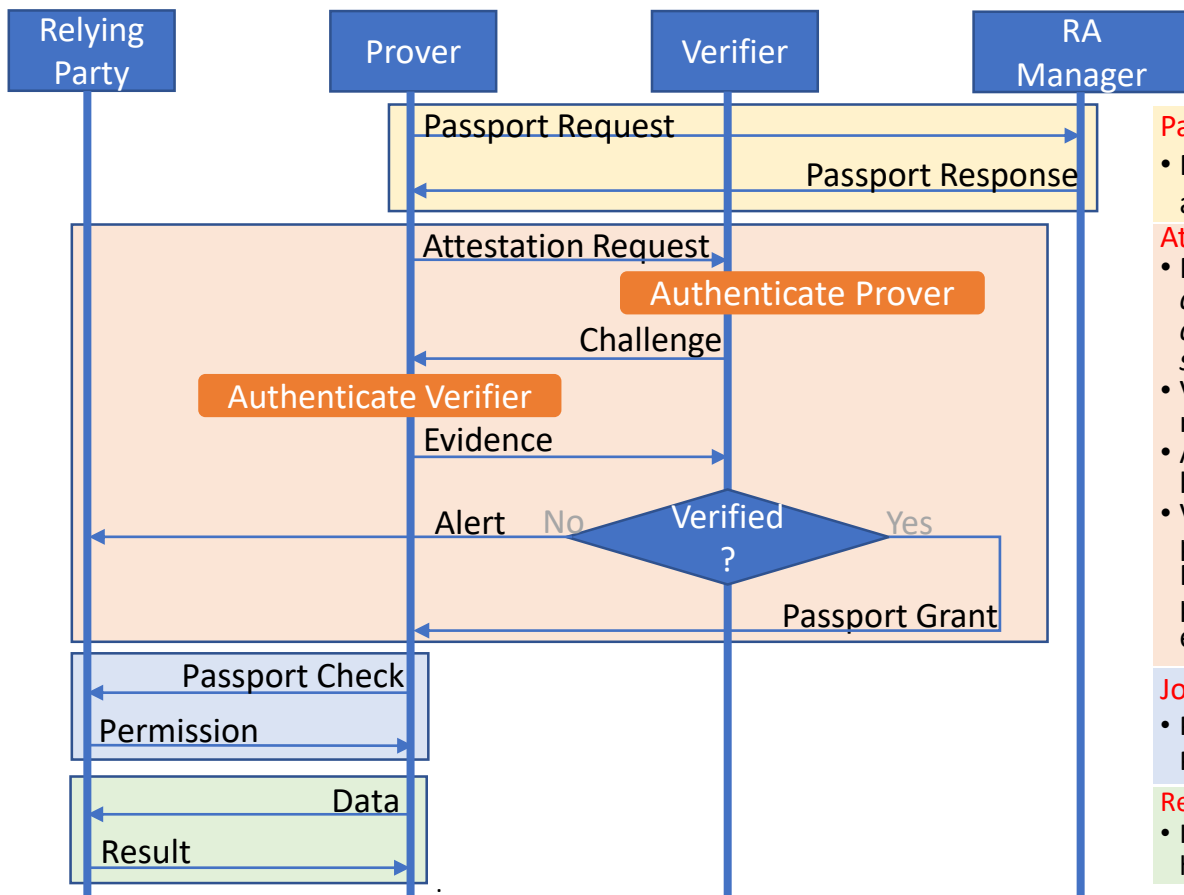 Relying
Party
Prover
Verifier
RA
Manager
Passport Request
Passport Response
Attestation Request
Authenticate Prover
Challenge
Authenticate Verifier
Evidence
Alert
No
Verified
?
Yes
Passport Grant
Passport Check
Permission
Data
Result